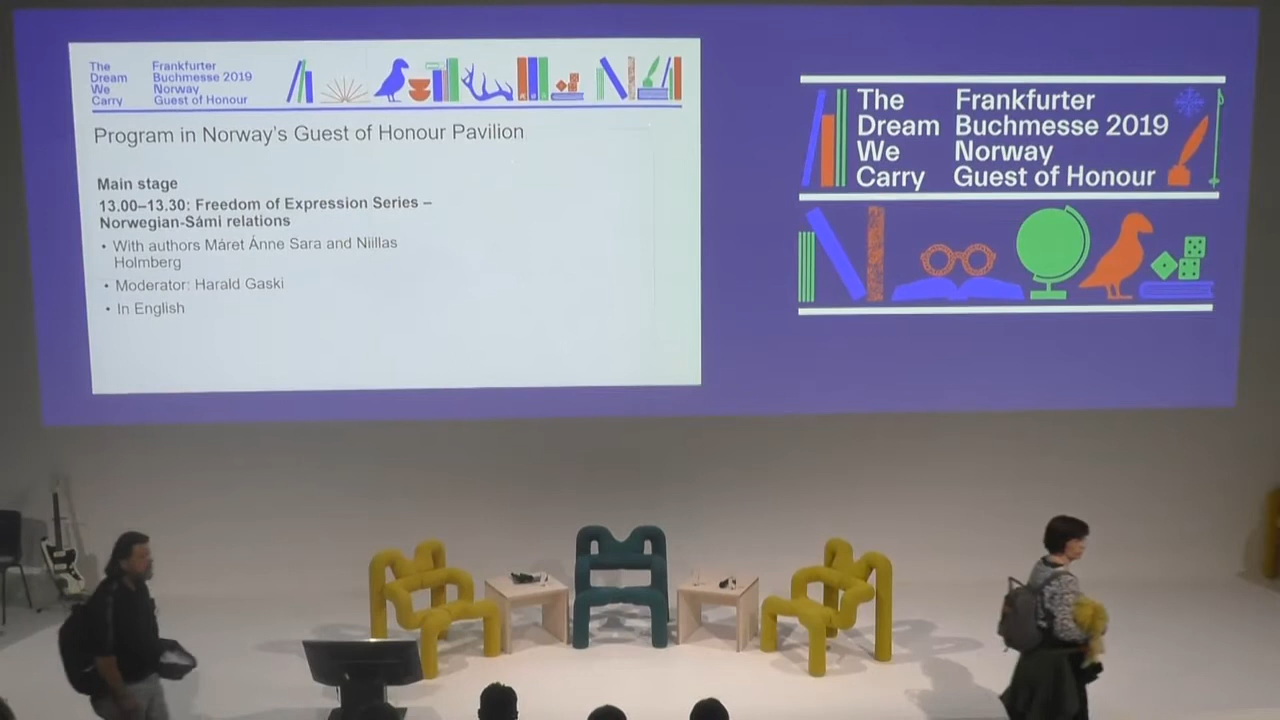 The
Dream
We
Carry
Frankfurter
Buchmesse 2019
Norway
Guest of Honour
Program in Norway's Guest of Honour Pavilion
Main stage
13.00–13.30: Freedom of Expression Series –
Norwegian-Sámi relations
• With authors Máret Ánne Sara and Niillas
Holmberg
• Moderator: Harald Gaski
• In English
The
Dream
We
Carry
Frankfurter
Buchmesse 2019
Norway
Guest of Honour